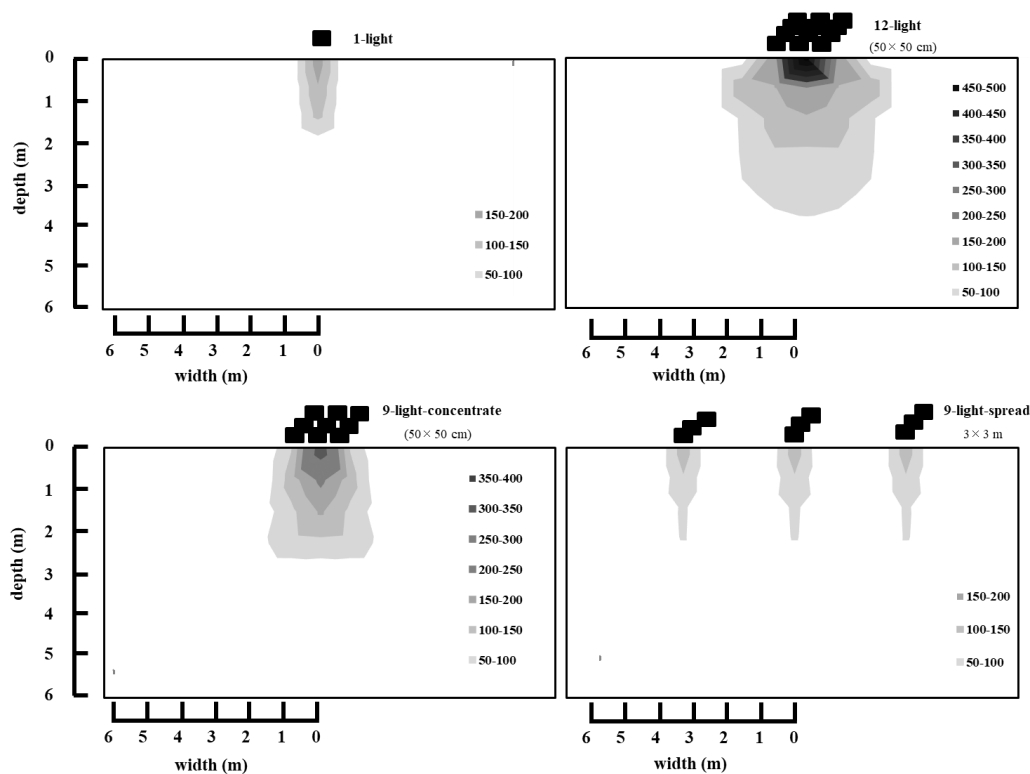 1-light
0
1
2
3
4
5
6
depth (m)
150-200
100-150
50-100
6 5 4 3 2 1 0
width (m)
12-light
(50×50 cm)
450-500
400-450
350-400
300-350
250-300
200-250
150-200
100-150
50-100
6 5 4 3 2 1 0
width (m)
9-light-concentrate
(50×50 cm)
0
1
2
3
4
5
6
depth (m)
350-400
300-350
250-300
200-250
150-200
100-150
50-100
6 5 4 3 2 1 0
width (m)
9-light-spread
3×3 m
150-200
100-150
50-100
6 5 4 3 2 1 0
width (m)